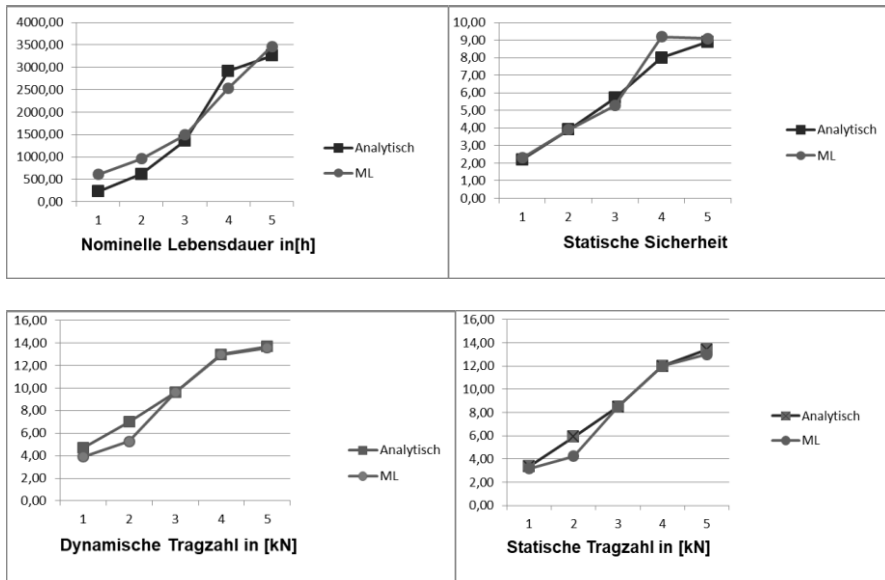 4000,00
3500,00
3000,00
2500,00
2000,00
1500,00
1000,00
500,00
0,00
1 2 3 4 5
Analytisch
ML
Nominelle Lebensdauer in[h]
10,00
9,00
8,00
7,00
6,00
5,00
4,00
3,00
2,00
1,00
0,00
1 2 3 4 5
Analytisch
ML
Statische Sicherheit
16,00
14,00
12,00
10,00
8,00
6,00
4,00
2,00
0,00
1 2 3 4 5
Analytisch
ML
Dynamische Tragzahl in [kN]
16,00
14,00
12,00
10,00
8,00
6,00
4,00
2,00
0,00
1 2 3 4 5
Analytisch
ML
Statische Tragzahl in [kN]